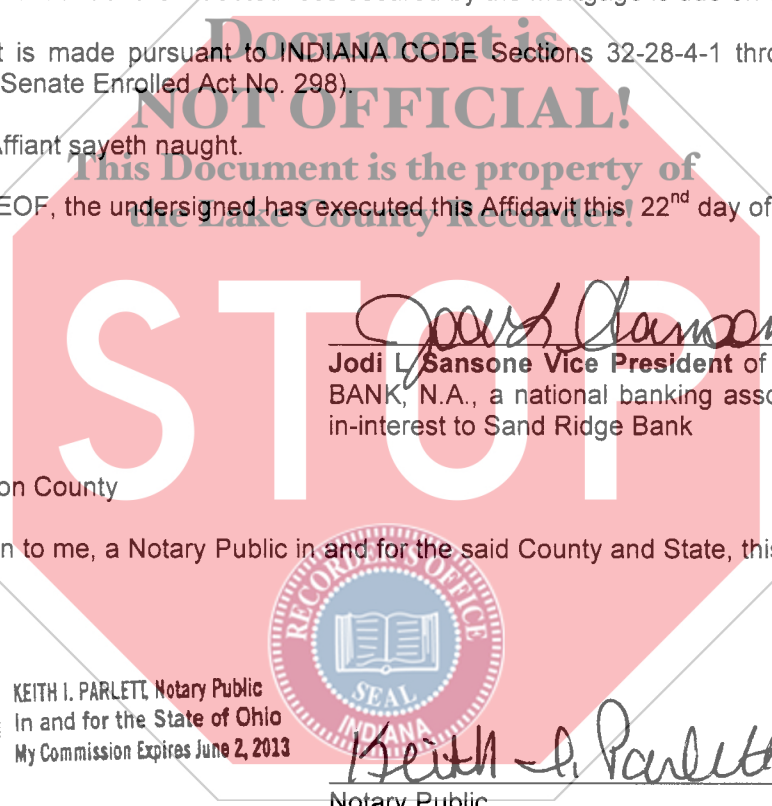 Document is
t is made pursuant to INDIANA CODE Sections 32-28-4-1 thro
Senate Enrolled Act No. 298).
NOT OFFICIAL!
Affiant sayeth naught.
This Document is the property of
EOF, the undersigned has executed this Affidavit this 22nd day of
the Lake County Recorder!
STOP
Jodi L Sanson
Jodi L Sansone Vice President of
BANK, N.A., a national banking asso
in-interest to Sand Ridge Bank
on County
n to me, a Notary Public in and for the said County and State, this
RECORDER'S OFFICE
SEAL
INDIANA
KEITH I. PARLETT, Notary Public
In and for the State of Ohio
My Commission Expires June 2, 2013
Keith I. Parlett
Notary Public